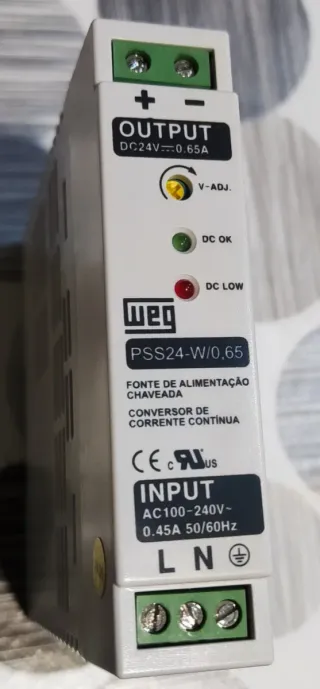 + −
OUTPUT
DC24V⎓0.65A
V-ADJ.
DC OK
DC LOW
WEG
PSS24-W/0,65
FONTE DE ALIMENTAÇÃO
CHAVEADA
CONVERSOR DE
CORRENTE CONTÍNUA
CE c RU US
INPUT
AC100-240V~
0.45A 50/60Hz
L N